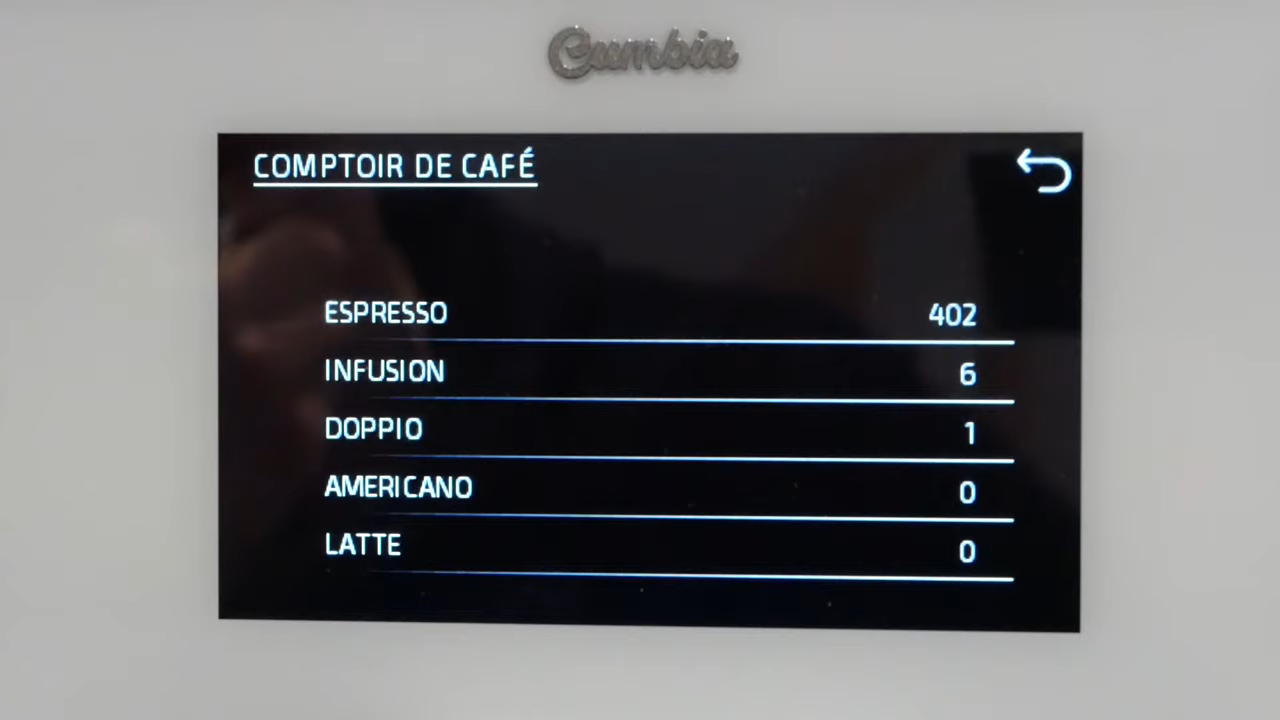 Cumbia
COMPTOIR DE CAFÉ
ESPRESSO 402
INFUSION 6
DOPPIO 1
AMERICANO 0
LATTE 0